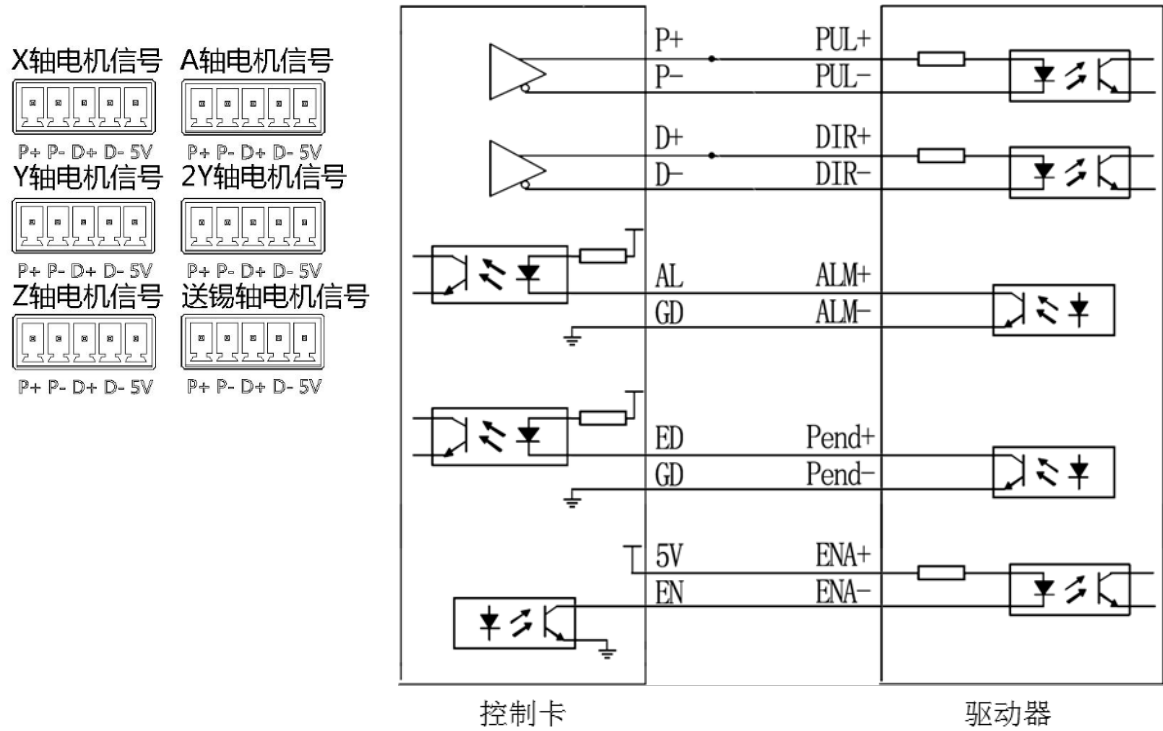 X轴电机信号 A轴电机信号
P+ P- D+ D- 5V P+ P- D+ D- 5V
Y轴电机信号 2Y轴电机信号
P+ P- D+ D- 5V P+ P- D+ D- 5V
Z轴电机信号 送锡轴电机信号
P+ P- D+ D- 5V P+ P- D+ D- 5V
P+ PUL+
P- PUL-
D+ DIR+
D- DIR-
AL ALM+
GD ALM-
ED Pend+
GD Pend-
5V ENA+
EN ENA-
控制卡 驱动器